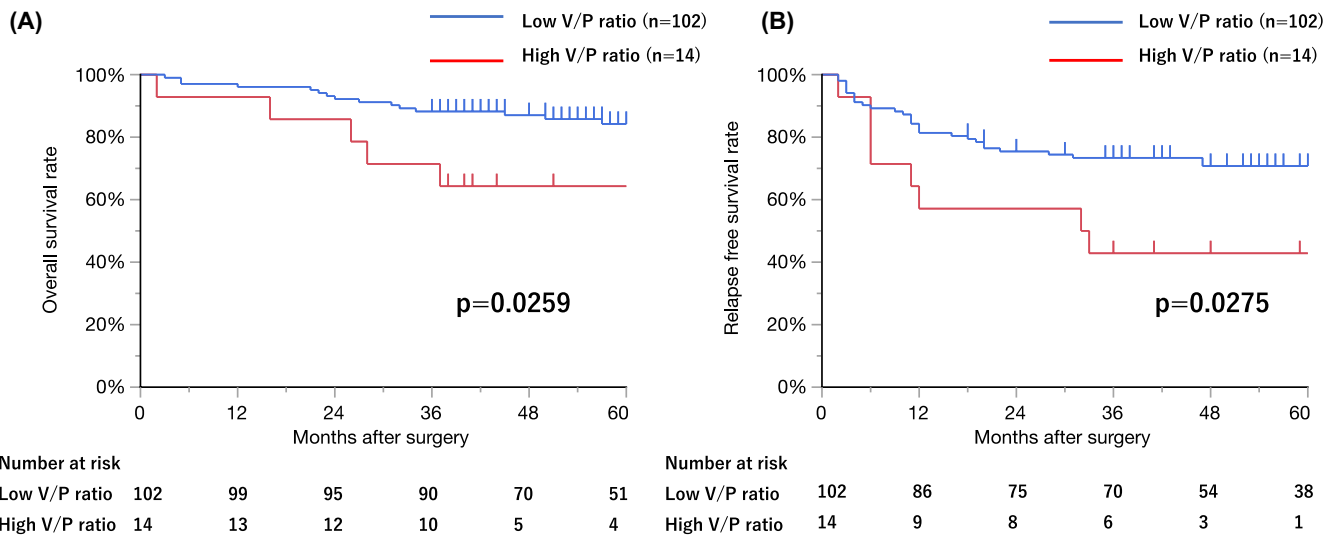 (A)
Low V/P ratio (n=102)
High V/P ratio (n=14)
100%
80%
60%
40%
20%
0%
Overall survival rate
p=0.0259
0 12 24 36 48 60
Months after surgery
Number at risk
Low V/P ratio 102 99 95 90 70 51
High V/P ratio 14 13 12 10 5 4
(B)
Low V/P ratio (n=102)
High V/P ratio (n=14)
100%
80%
60%
40%
20%
0%
Relapse free survival rate
p=0.0275
0 12 24 36 48 60
Months after surgery
Number at risk
Low V/P ratio 102 86 75 70 54 38
High V/P ratio 14 9 8 6 3 1